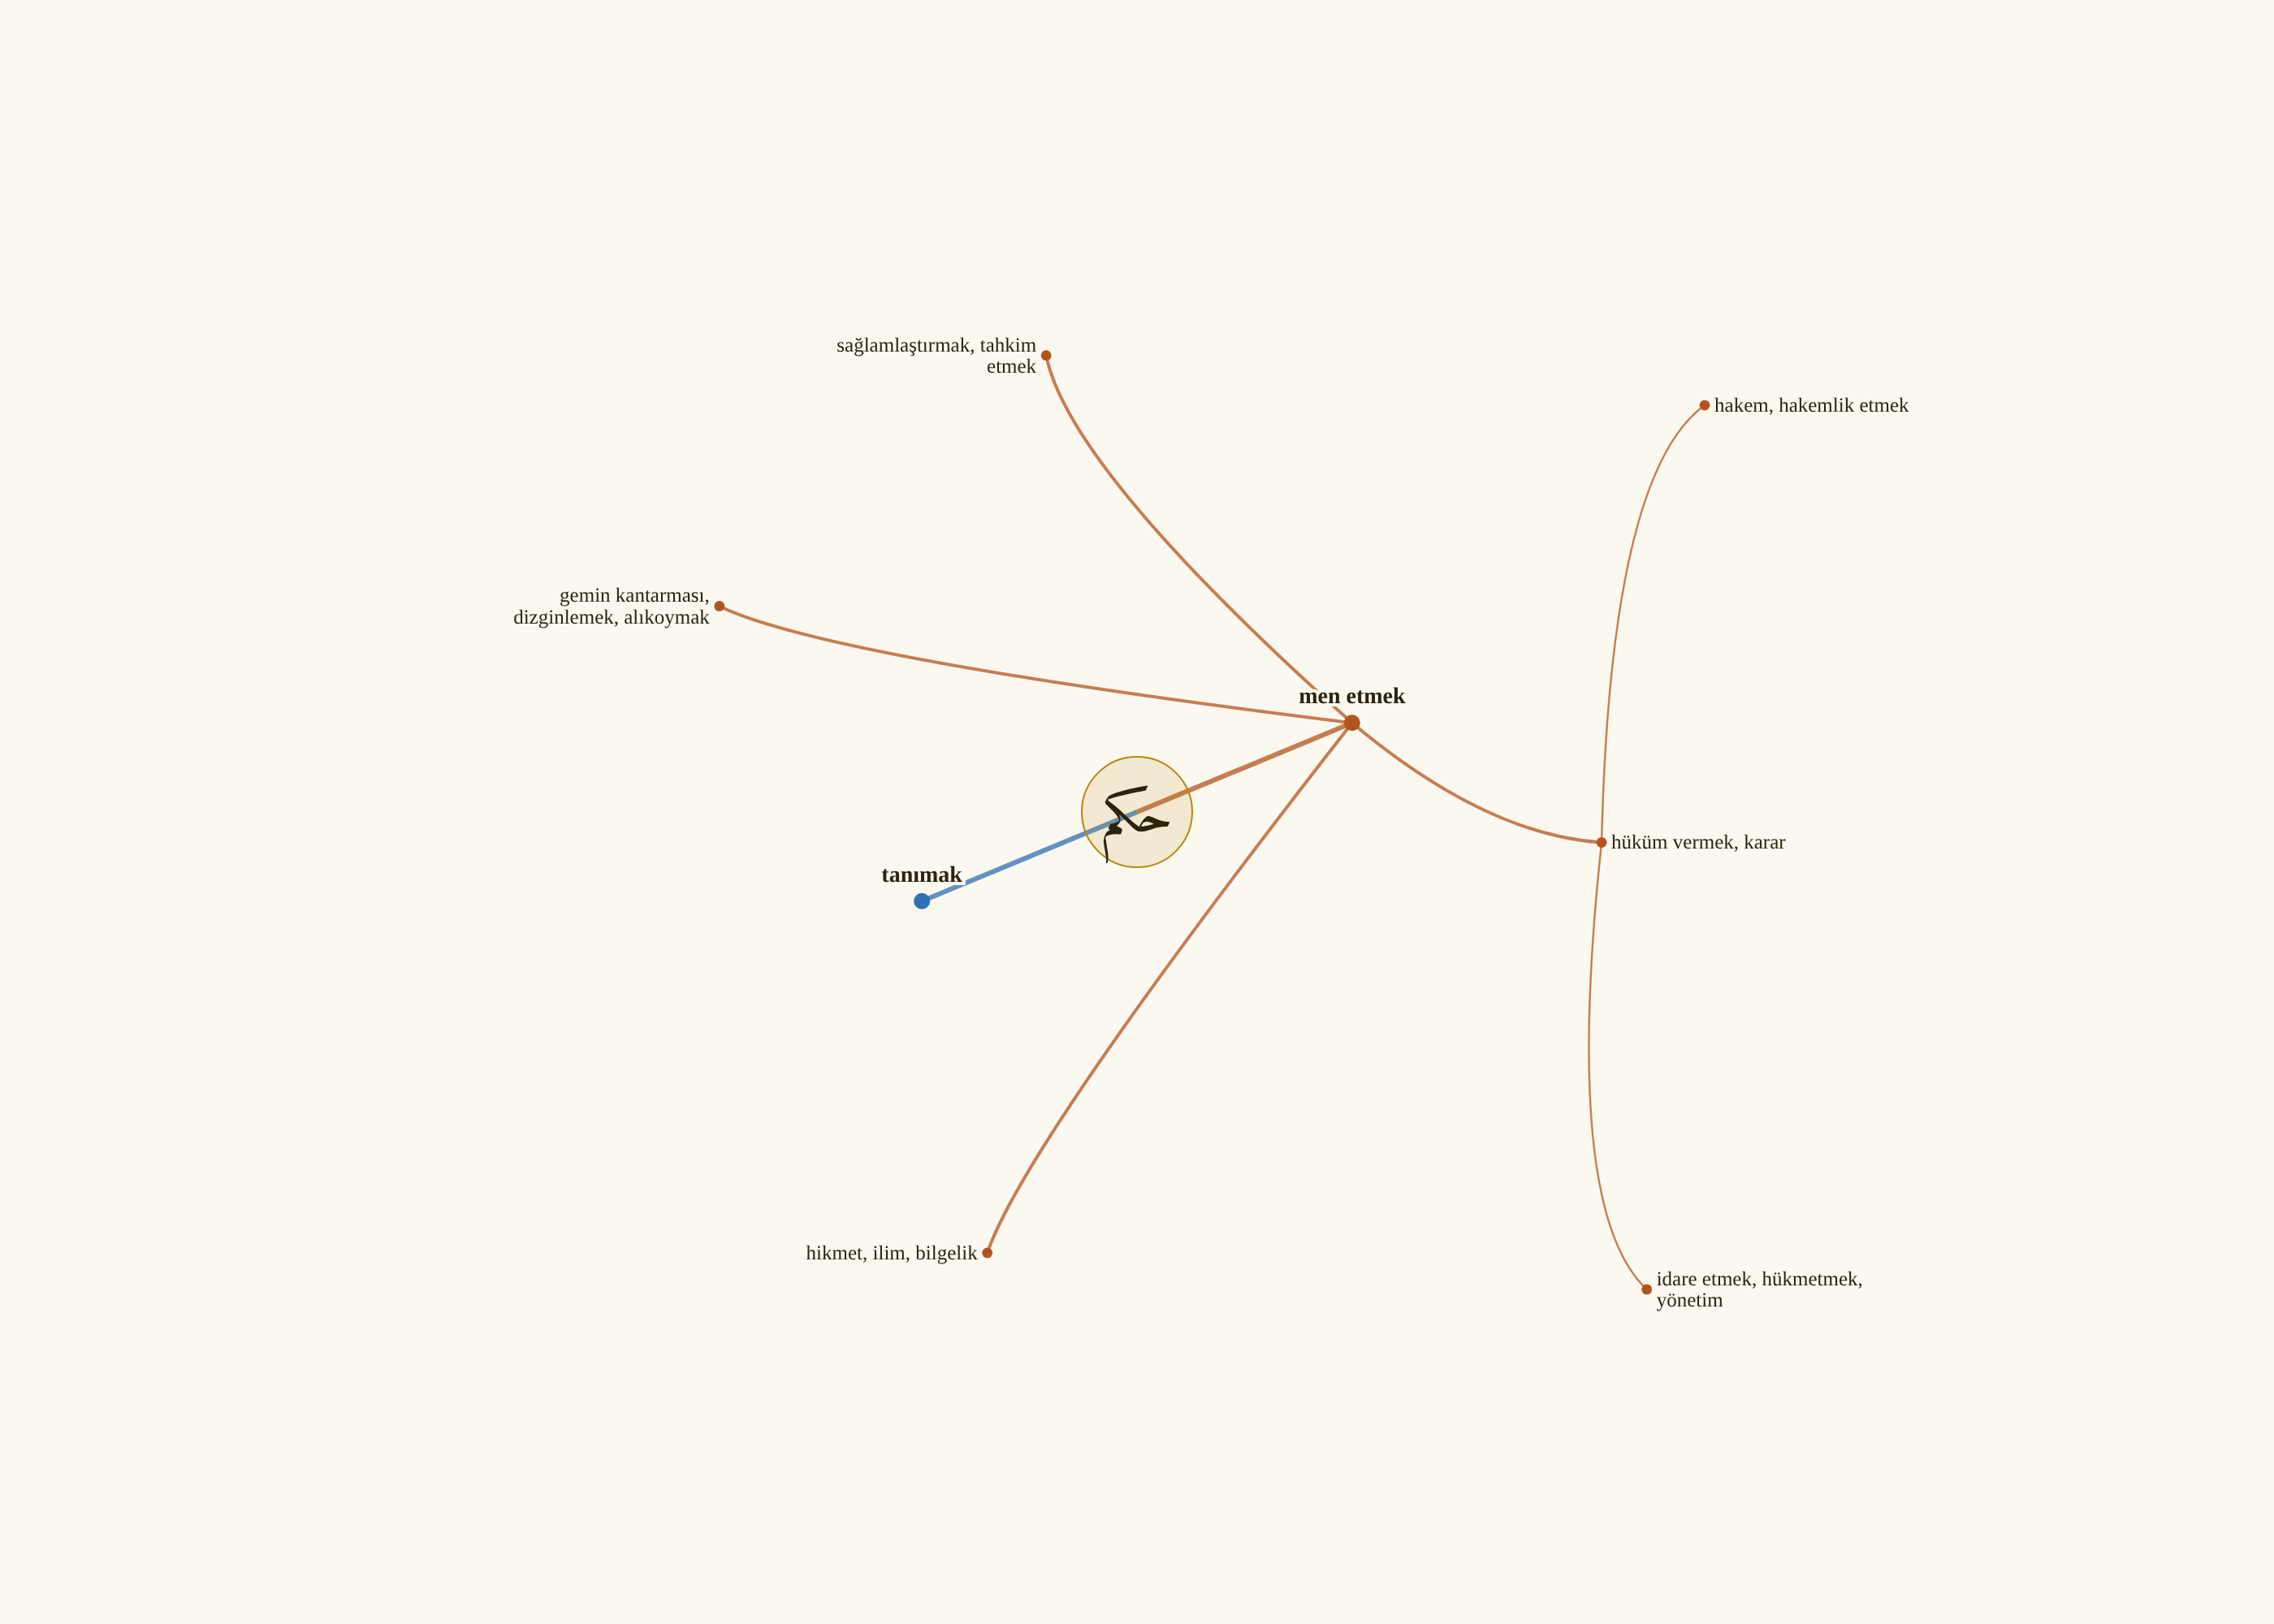 sağlamlaştırmak, tahkim
etmek
hakem, hakemlik etmek
gemin kantarması,
dizginlemek, alıkoymak
men etmek
حكم
tanımak
hüküm vermek, karar
hikmet, ilim, bilgelik
idare etmek, hükmetmek,
yönetim